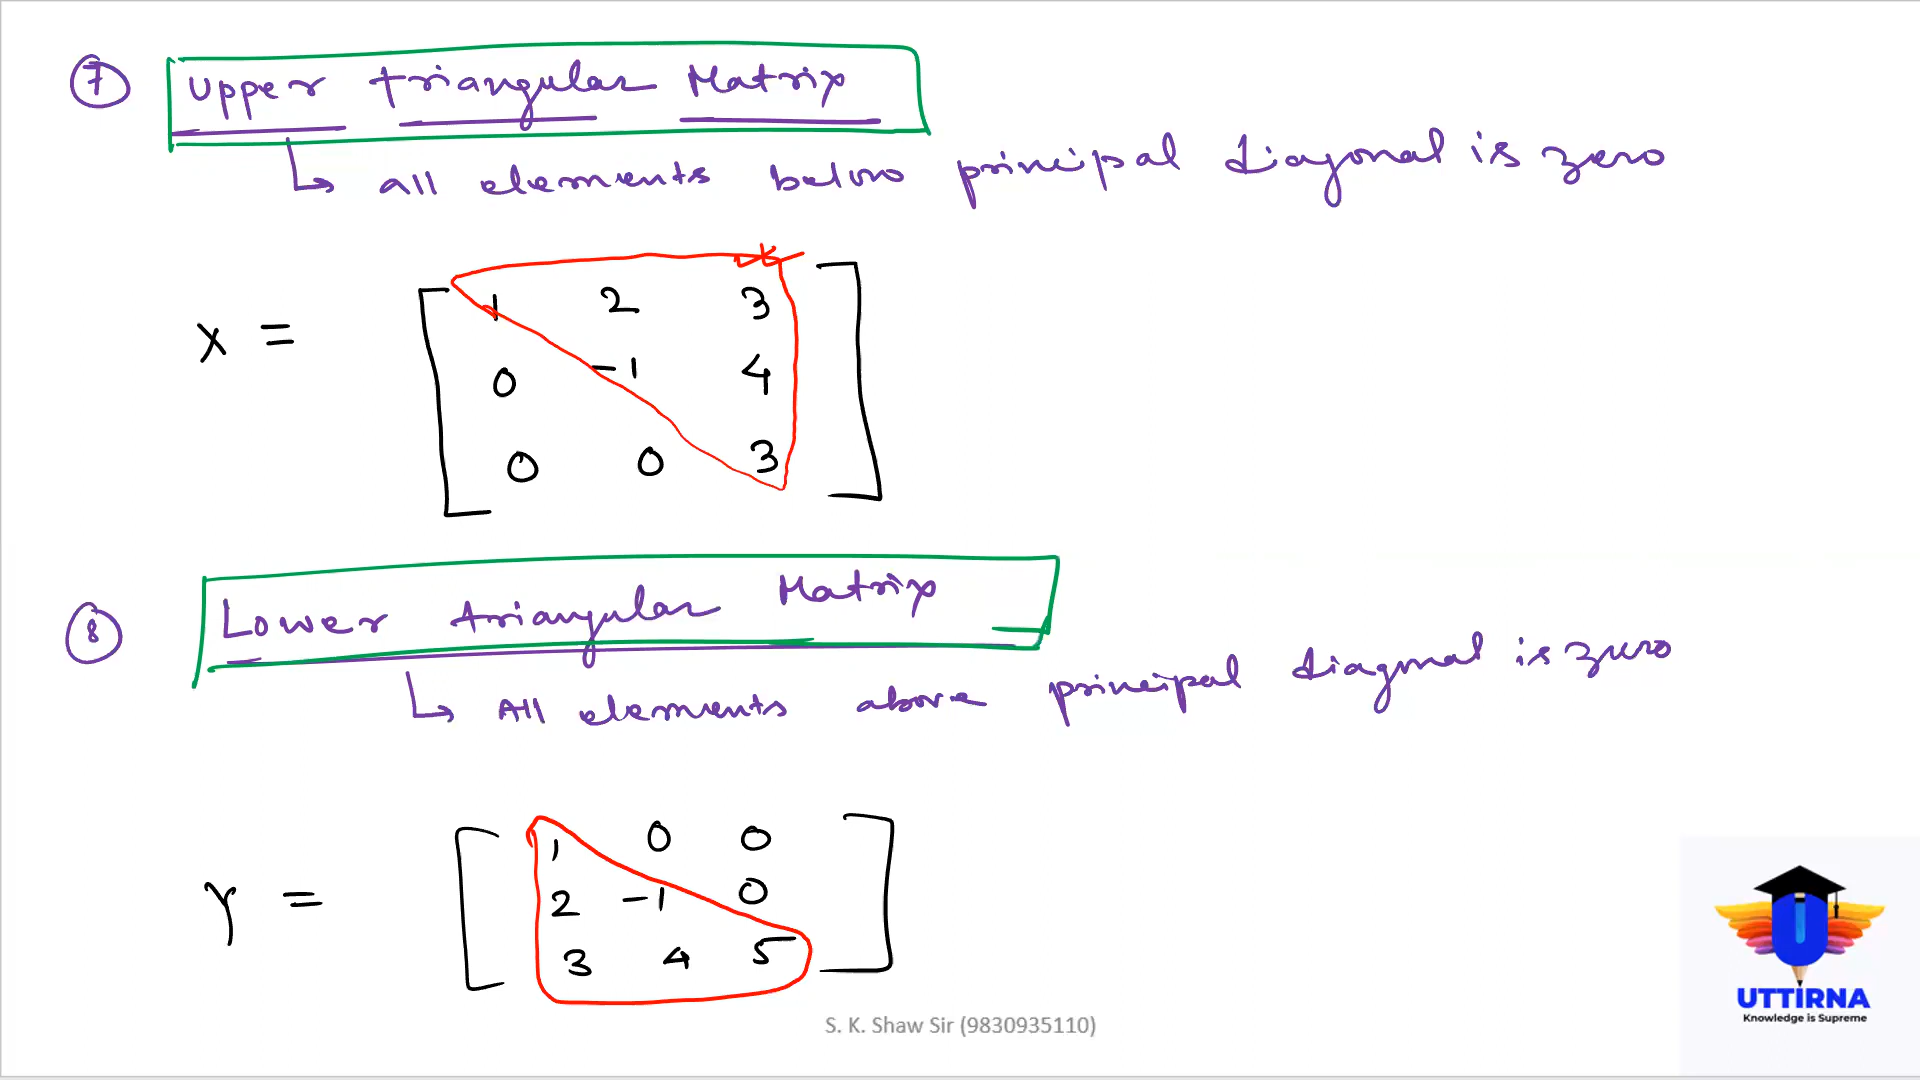 7 Upper triangular Matrix
↳ all elements below principal diagonal is zero
X = [ 1 2 3
0 -1 4
0 0 3 ]
8 Lower triangular Matrix
↳ All elements above principal diagonal is zero
Y = [ 1 0 0
2 -1 0
3 4 5 ]
S. K. Shaw Sir (9830935110)
UTTIRNA
Knowledge is Supreme